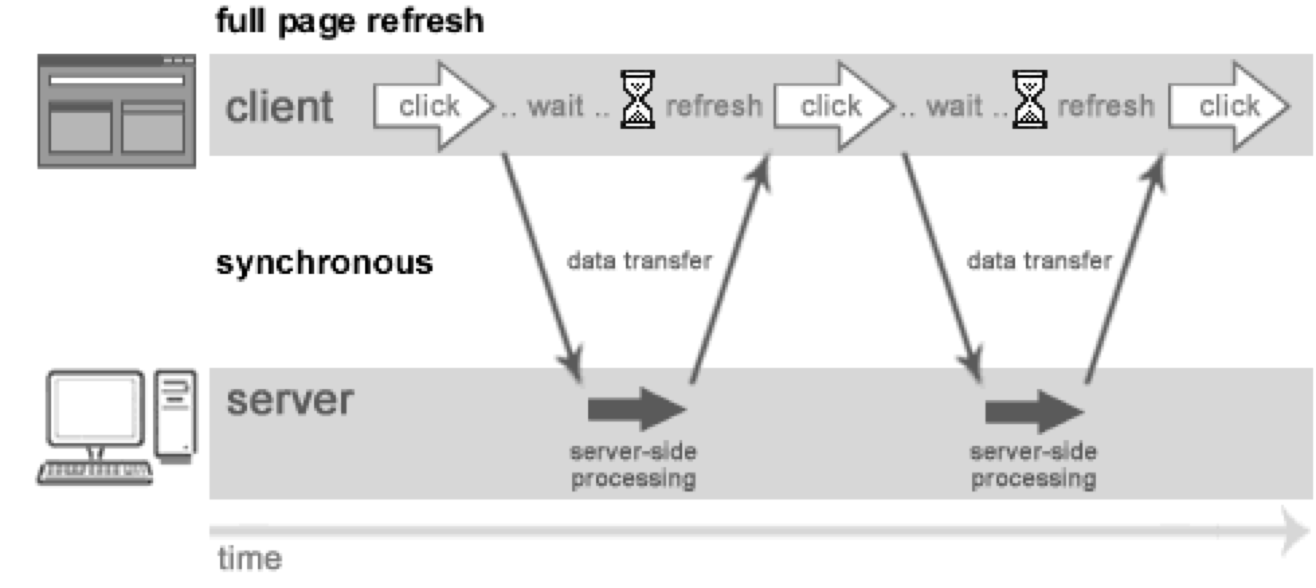 full page refresh
client click .. wait .. refresh click .. wait .. refresh click
synchronous data transfer data transfer
server
server-side processing
server-side processing
time